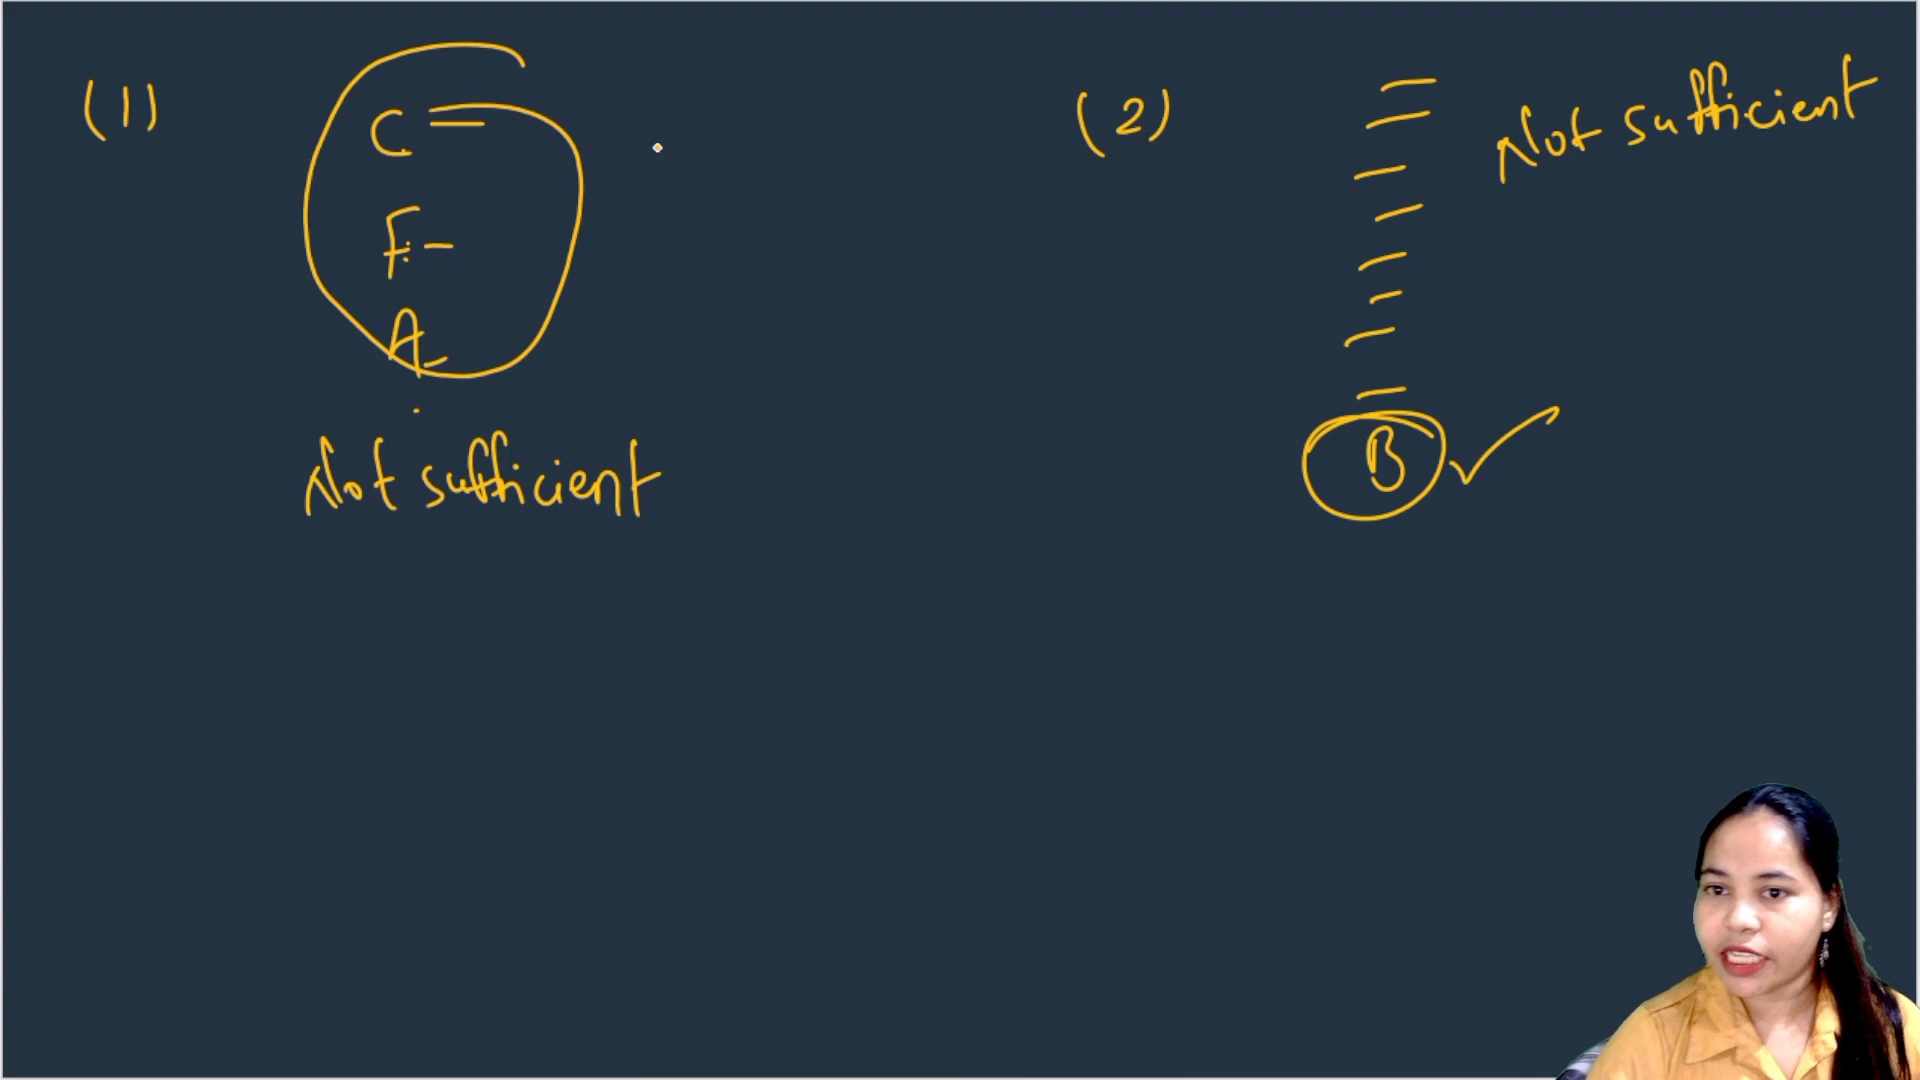 (1)
C =
F -
A -
Not sufficient
(2)
Not sufficient
B